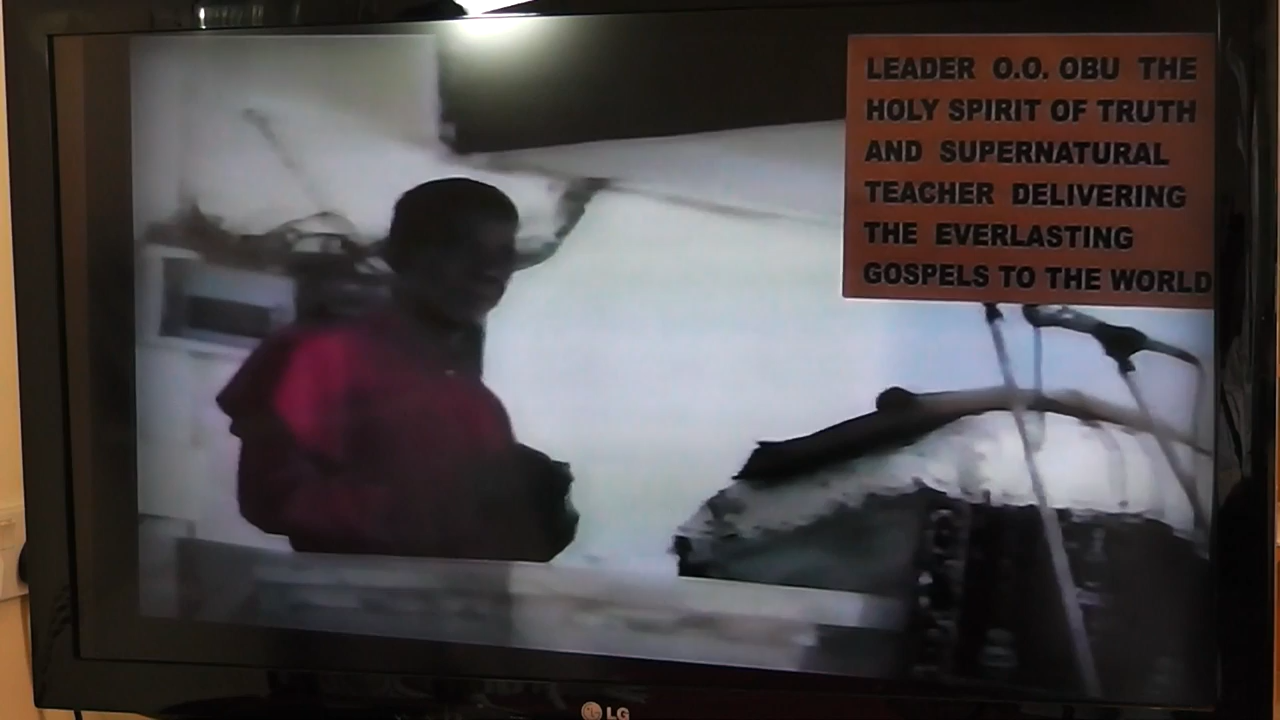 LEADER O.O. OBU THE
HOLY SPIRIT OF TRUTH
AND SUPERNATURAL
TEACHER DELIVERING
THE EVERLASTING
GOSPELS TO THE WORLD
LG